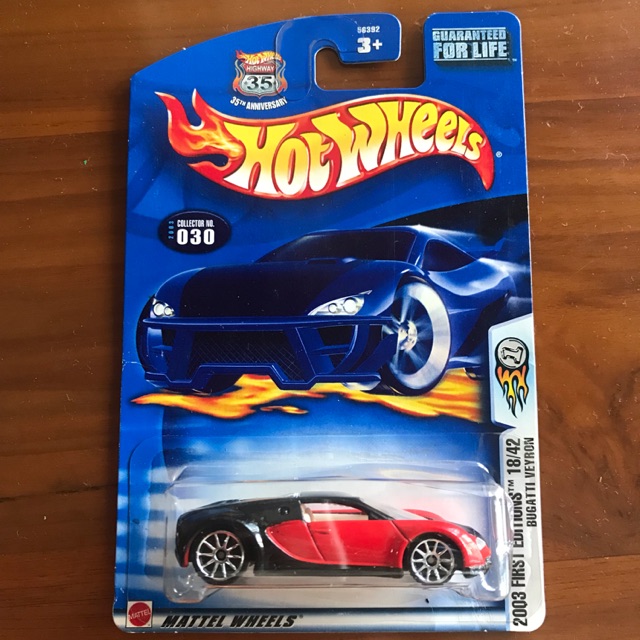 Hot Wheels
HIGHWAY
35
35TH ANNIVERSARY
56392
3+
GUARANTEED
FOR LIFE™
HOT WHEELS®
2003
COLLECTOR NO.
030
2003 FIRST EDITIONS™ 18/42
BUGATTI VEYRON
MATTEL
MATTEL WHEELS®